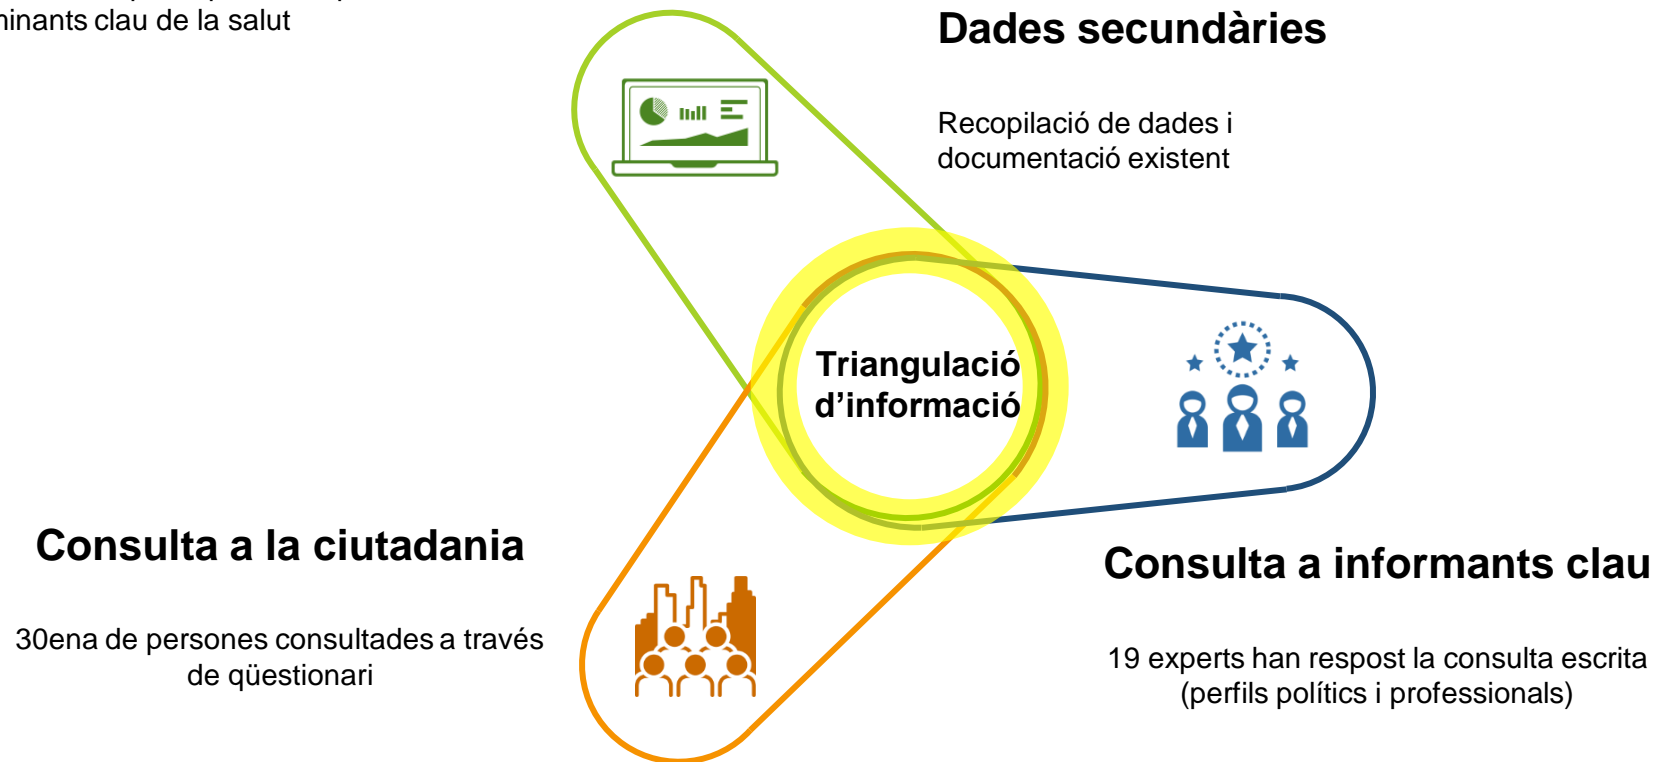 clau de la salut
Dades secundàries
Recopilació de dades i
documentació existent
Triangulació
d’informació
Consulta a la ciutadania
30ena de persones consultades a través
de qüestionari
Consulta a informants clau
19 experts han respost la consulta escrita
(perfils polítics i professionals)